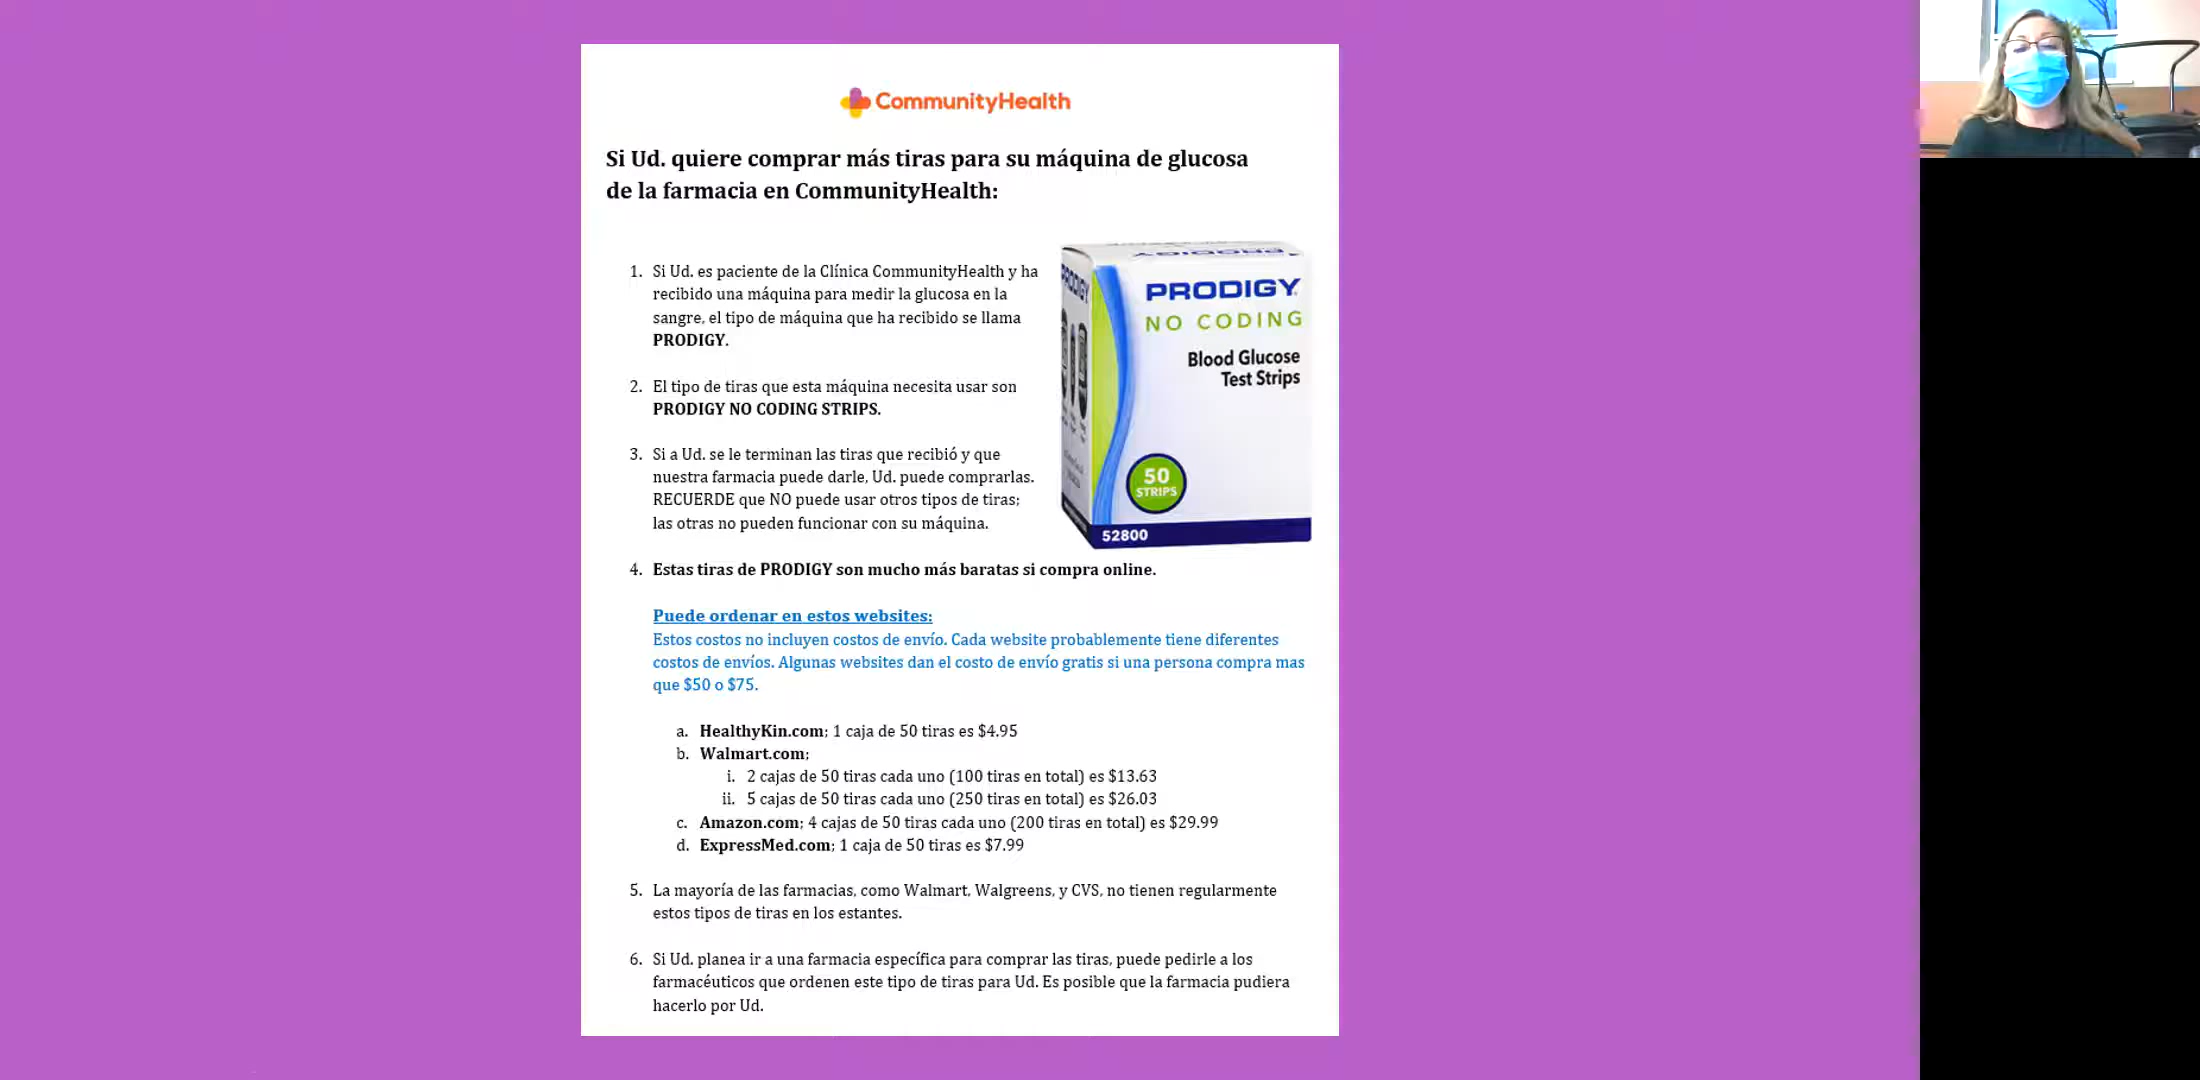 CommunityHealth
Si Ud. quiere comprar más tiras para su máquina de glucosa
de la farmacia en CommunityHealth:
1. Si Ud. es paciente de la Clínica CommunityHealth y ha
recibido una máquina para medir la glucosa en la
sangre, el tipo de máquina que ha recibido se llama
PRODIGY.
2. El tipo de tiras que esta máquina necesita usar son
PRODIGY NO CODING STRIPS.
3. Si a Ud. se le terminan las tiras que recibió y que
nuestra farmacia puede darle, Ud. puede comprarlas.
RECUERDE que NO puede usar otros tipos de tiras;
las otras no pueden funcionar con su máquina.
PRODIGY
PRODIGY
PRODIGY
NO CODING
Blood Glucose
Test Strips
50
STRIPS
52800
4. Estas tiras de PRODIGY son mucho más baratas si compra online.
Puede ordenar en estos websites:
Estos costos no incluyen costos de envío. Cada website probablemente tiene diferentes
costos de envíos. Algunas websites dan el costo de envío gratis si una persona compra mas
que $50 o $75.
a. HealthyKin.com; 1 caja de 50 tiras es $4.95
b. Walmart.com;
i. 2 cajas de 50 tiras cada uno (100 tiras en total) es $13.63
ii. 5 cajas de 50 tiras cada uno (250 tiras en total) es $26.03
c. Amazon.com; 4 cajas de 50 tiras cada uno (200 tiras en total) es $29.99
d. ExpressMed.com; 1 caja de 50 tiras es $7.99
5. La mayoría de las farmacias, como Walmart, Walgreens, y CVS, no tienen regularmente
estos tipos de tiras en los estantes.
6. Si Ud. planea ir a una farmacia específica para comprar las tiras, puede pedirle a los
farmacéuticos que ordenen este tipo de tiras para Ud. Es posible que la farmacia pudiera
hacerlo por Ud.